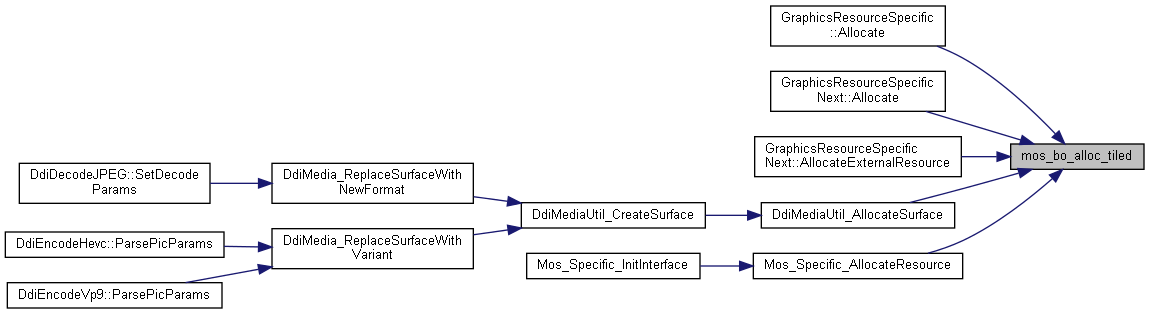 GraphicsResourceSpecific
::Allocate
GraphicsResourceSpecific
Next::Allocate
GraphicsResourceSpecific
Next::AllocateExternalResource
mos_bo_alloc_tiled
DdiDecodeJPEG::SetDecode
Params
DdiMedia_ReplaceSurfaceWith
NewFormat
DdiMediaUtil_CreateSurface
DdiMediaUtil_AllocateSurface
DdiEncodeHevc::ParsePicParams
DdiMedia_ReplaceSurfaceWith
Variant
Mos_Specific_InitInterface
Mos_Specific_AllocateResource
DdiEncodeVp9::ParsePicParams